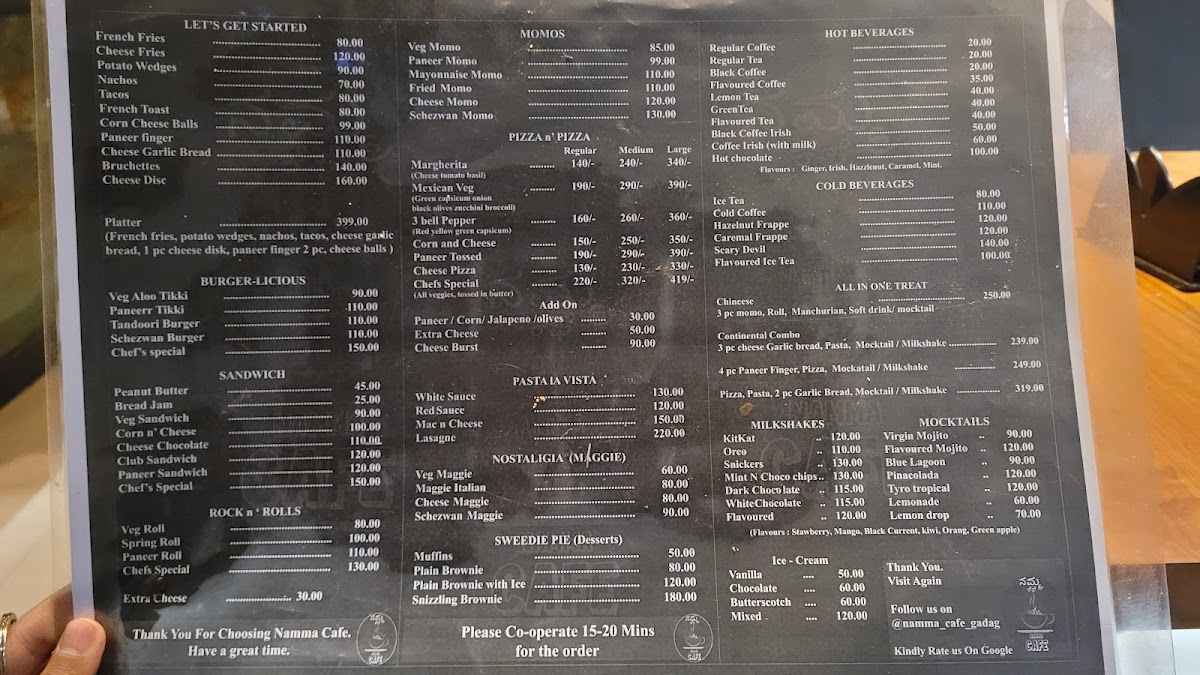 LET'S GET STARTED
French Fries 80.00
Cheese Fries 120.00
Potato Wedges 90.00
Nachos 70.00
Tacos 80.00
French Toast 80.00
Corn Cheese Balls 99.00
Paneer finger 110.00
Cheese Garlic Bread 110.00
Bruchettes 140.00
Cheese Disc 160.00
Platter 399.00
(French fries, potato wedges, nachos, tacos, cheese garlic
bread, 1 pc cheese disk, paneer finger 2 pc, cheese balls )
BURGER-LICIOUS
Veg Aloo Tikki 90.00
Paneerr Tikki 110.00
Tandoori Burger 110.00
Schezwan Burger 110.00
Chef's special 150.00
SANDWICH
Peanut Butter 45.00
Bread Jam 25.00
Veg Sandwich 90.00
Corn n' Cheese 100.00
Cheese Chocolate 110.00
Club Sandwich 120.00
Paneer Sandwich 120.00
Chef's Special 150.00
ROCK n ' ROLLS
Veg Roll 80.00
Spring Roll 100.00
Paneer Roll 110.00
Chefs Special 130.00
Extra Cheese 30.00
Thank You For Choosing Namma Cafe.
Have a great time.
CAFE
MOMOS
Veg Momo 85.00
Paneer Momo 99.00
Mayonnaise Momo 110.00
Fried Momo 110.00
Cheese Momo 120.00
Schezwan Momo 130.00
PIZZA n' PIZZA
Regular Medium Large
Margherita 140/- 240/- 340/-
(Cheese tomato basil)
Mexican Veg 190/- 290/- 390/-
(Green capsicum onion
black olives zucchini broccoli)
3 bell Pepper 160/- 260/- 360/-
(Red yellow green capsicum)
Corn and Cheese 150/- 250/- 350/-
Paneer Tossed 190/- 290/- 390/-
Cheese Pizza 130/- 230/- 330/-
Chefs Special 220/- 320/- 419/-
(All veggies, tossed in butter)
Add On
Paneer / Corn/ Jalapeno /olives 30.00
Extra Cheese 50.00
Cheese Burst 90.00
PASTA lA VISTA
White Sauce 130.00
Red Sauce 120.00
Mac n Cheese 150.00
Lasagne 220.00
NOSTALIGIA (MAGGIE)
Veg Maggie 60.00
Maggie Italian 80.00
Cheese Maggie 80.00
Schezwan Maggie 90.00
SWEEDIE PIE (Desserts)
Muffins 50.00
Plain Brownie 80.00
Plain Brownie with Ice 120.00
Snizzling Brownie 180.00
Please Co-operate 15-20 Mins
for the order
CAFE
HOT BEVERAGES
Regular Coffee 20.00
Regular Tea 20.00
Black Coffee 20.00
Flavoured Coffee 35.00
Lemon Tea 40.00
GreenTea 40.00
Flavoured Tea 40.00
Black Coffee Irish 50.00
Coffee Irish (with milk) 60.00
Hot chocolate 100.00
Flavours : Ginger, Irish, Hazzlenut, Caramel, Mint.
COLD BEVERAGES
Ice Tea 80.00
Cold Coffee 110.00
Hazelnut Frappe 120.00
Caremal Frappe 120.00
Scary Devil 140.00
Flavouired Ice Tea 100.00
ALL IN ONE TREAT
Chineese 250.00
3 pc momo, Roll, Manchurian, Soft drink/ mocktail
Continental Combo
3 pc cheese Garlic bread, Pasta, Mocktail / Milkshake 239.00
4 pc Paneer Finger, Pizza, Mockatail / Milkshake 249.00
Pizza, Pasta, 2 pc Garlic Bread, Mocktail / Milkshake 319.00
MILKSHAKES
KitKat .. 120.00
Oreo .. 110.00
Snickers .. 130.00
Mint N Choco chips .. 130.00
Dark Chocolate .. 115.00
WhiteChocolate .. 115.00
Flavoured .. 120.00
MOCKTAILS
Virgin Mojito .. 90.00
Flavoured Mojito .. 120.00
Blue Lagoon .. 90.00
Pinacolada .. 120.00
Tyro tropical .. 120.00
Lemonade .. 60.00
Lemon drop .. 70.00
(Flavours : Stawberry, Mango, Black Current, kiwi, Orang, Green apple)
Ice - Cream
Vanilla .... 50.00
Chocolate .... 60.00
Butterscotch .... 60.00
Mixed .... 120.00
Thank You.
Visit Again
Follow us on
@namma_cafe_gadag
Kindly Rate us On Google
ನಮ್ಮ
CAFE